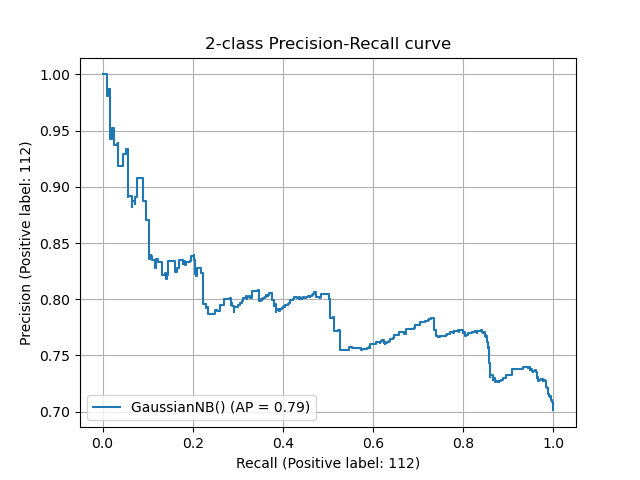 2-class Precision-Recall curve
1.00
0.95
0.90
0.85
0.80
0.75
0.70
Precision (Positive label: 112)
GaussianNB() (AP = 0.79)
0.0 0.2 0.4 0.6 0.8 1.0
Recall (Positive label: 112)